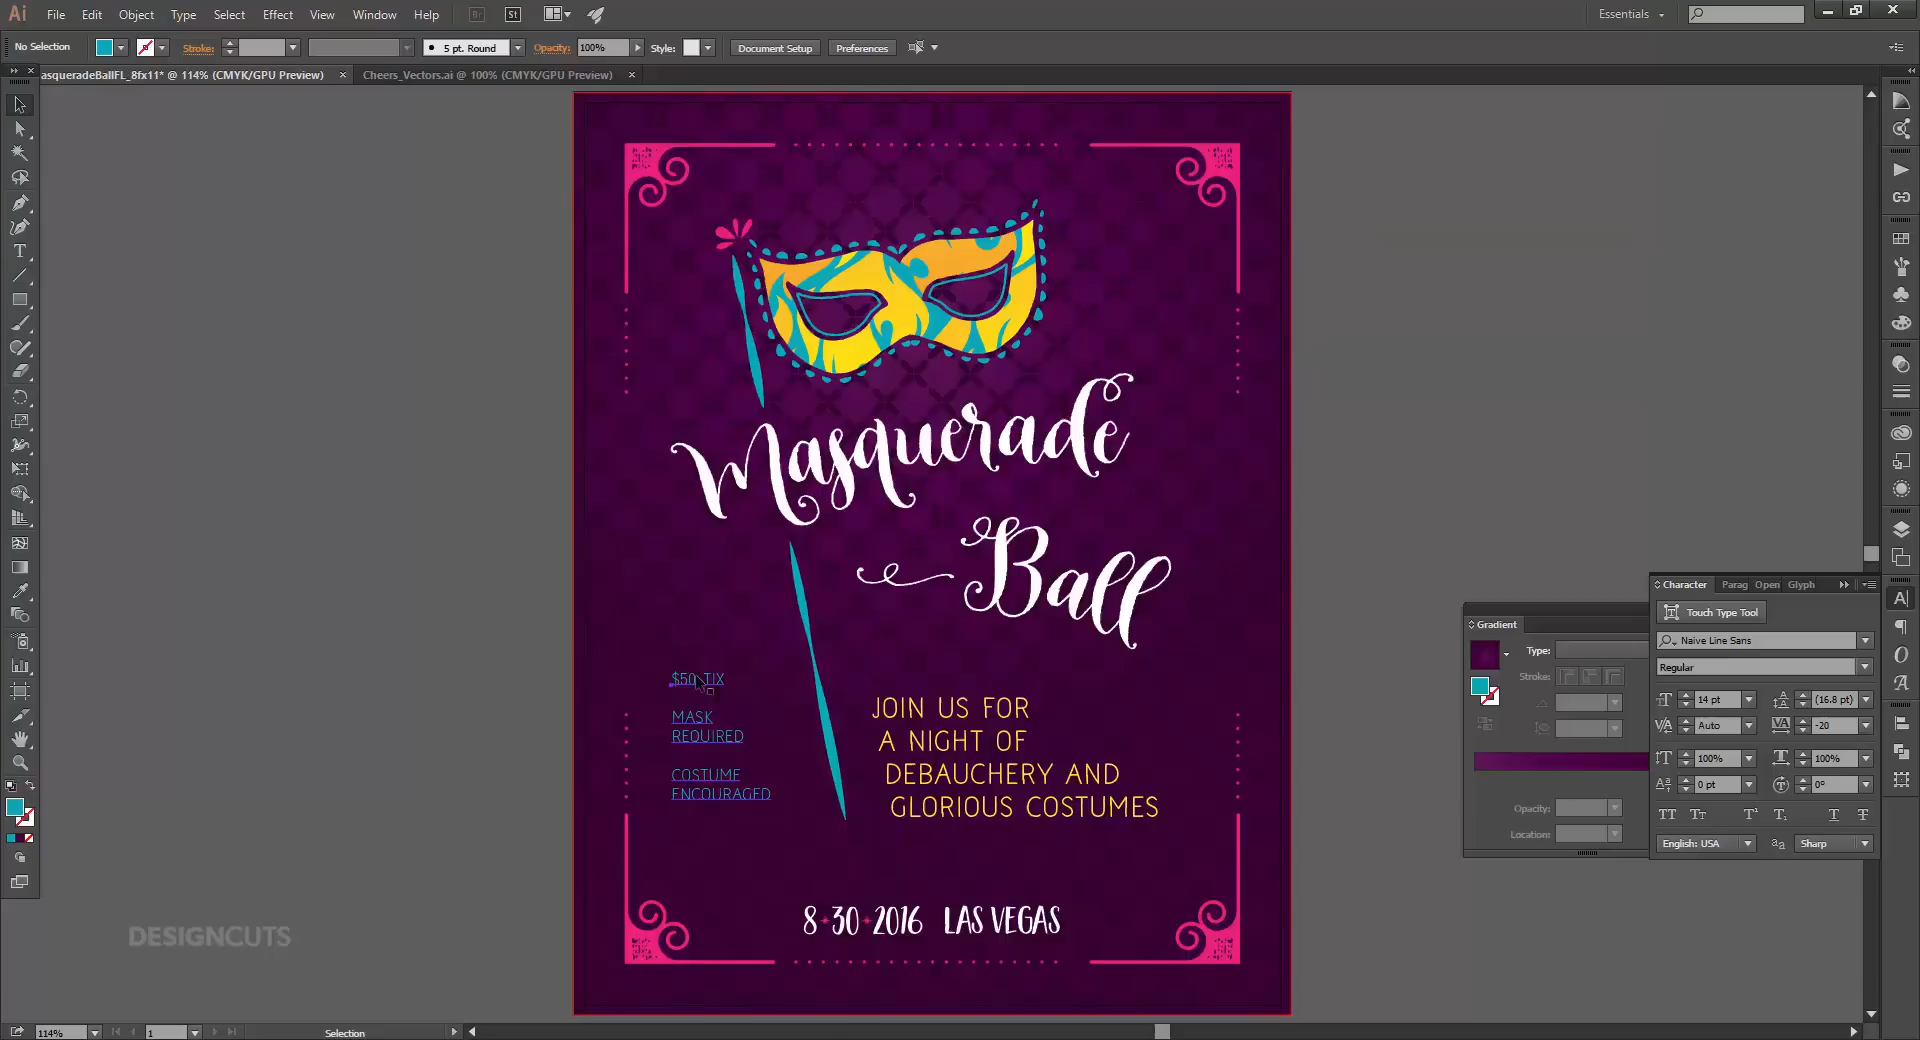 Ai File Edit Object Type Select Effect View Window Help Br St Essentials
No Selection Stroke: 5 pt. Round Opacity: 100% Style: Document Setup Preferences
asqueradeBallFL_8fx11* @ 114% (CMYK/GPU Preview) Cheers_Vectors.ai @ 100% (CMYK/GPU Preview)
Masquerade
Ball
$50 TIX
MASK
REQUIRED
COSTUME
ENCOURAGED
JOIN US FOR
A NIGHT OF
DEBAUCHERY AND
GLORIOUS COSTUMES
8+30+2016 LAS VEGAS
DESIGNCUTS
Gradient
Type:
Stroke:
Opacity:
Location:
Character Parag Open Glyph
Touch Type Tool
Naive Line Sans
Regular
14 pt (16.8 pt)
Auto -20
100% 100%
0 pt 0°
English: USA Sharp
114% 1 Selection